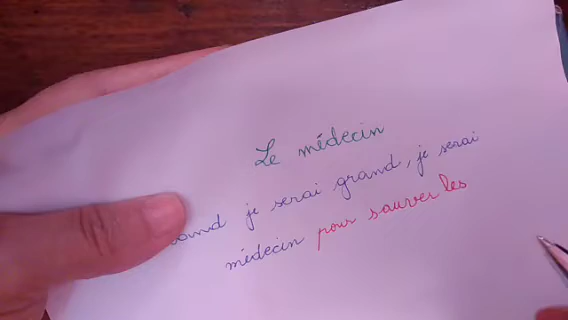 Le médecin
je serai grand, je serai
médecin pour sauver les